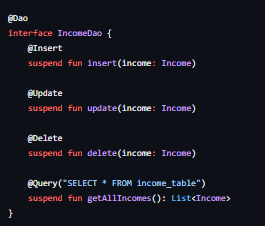 @Dao
interface IncomeDao {
    @Insert
    suspend fun insert(income: Income)

    @Update
    suspend fun update(income: Income)

    @Delete
    suspend fun delete(income: Income)

    @Query("SELECT * FROM income_table")
    suspend fun getAllIncomes(): List<Income>
}